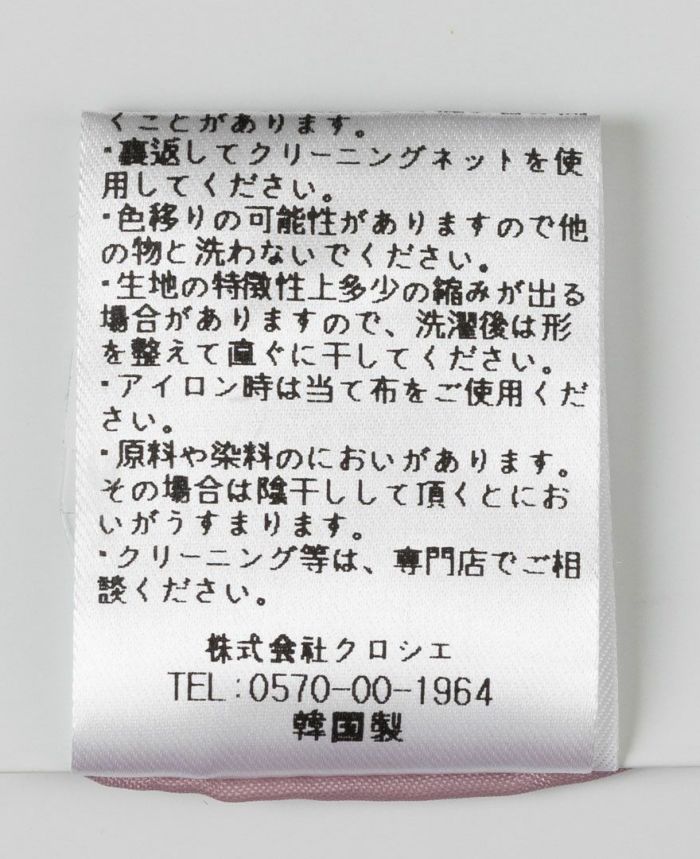 くことがあります。
・裏返してクリーニングネットを使
用してください。
・色移りの可能性がありますので他
の物と洗わないでください。
・生地の特徴性上多少の縮みが出る
場合がありますので、洗濯後は形
を整えて直ぐに干してください。
・アイロン時は当て布をご使用くだ
さい。
・原料や染料のにおいがあります。
その場合は陰干しして頂くとにお
いがうすまります。
・クリーニング等は、専門店でご相
談ください。
株式会社クロシエ
TEL:0570-00-1964
韓国製